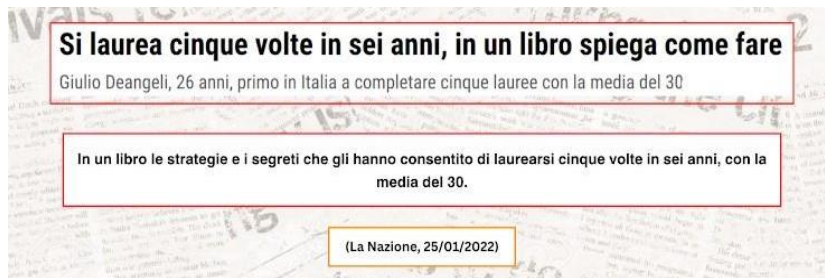 Si laurea cinque volte in sei anni, in un libro spiega come fare
Giulio Deangeli, 26 anni, primo in Italia a completare cinque lauree con la media del 30
In un libro le strategie e i segreti che gli hanno consentito di laurearsi cinque volte in sei anni, con la
media del 30.
(La Nazione, 25/01/2022)